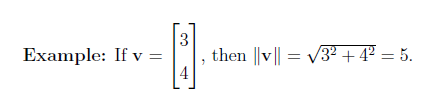 Example: If v = [3 4], then ‖v‖ = √3² + 4² = 5.